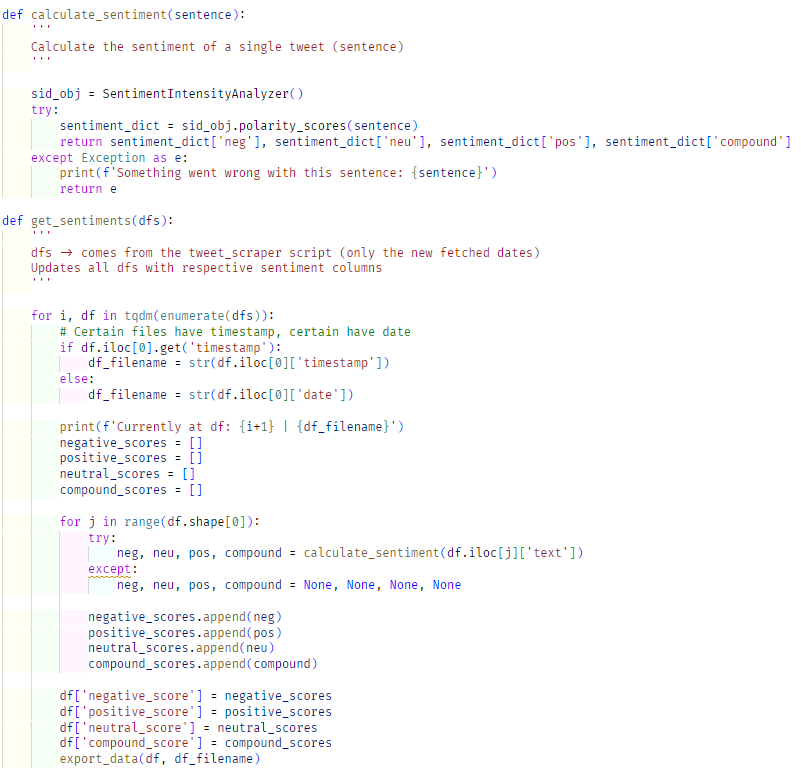 def calculate_sentiment(sentence):
    '''
    Calculate the sentiment of a single tweet (sentence)
    '''
    sid_obj = SentimentIntensityAnalyzer()
    try:
        sentiment_dict = sid_obj.polarity_scores(sentence)
        return sentiment_dict['neg'], sentiment_dict['neu'], sentiment_dict['pos'], sentiment_dict['compound']
    except Exception as e:
        print(f'Something went wrong with this sentence: {sentence}')
        return e
def get_sentiments(dfs):
    '''
    dfs → comes from the tweet_scraper script (only the new fetched dates)
    Updates all dfs with respective sentiment columns
    '''
    for i, df in tqdm(enumerate(dfs)):
        # Certain files have timestamp, certain have date
        if df.iloc[0].get('timestamp'):
            df_filename = str(df.iloc[0]['timestamp'])
        else:
            df_filename = str(df.iloc[0]['date'])
        print(f'Currently at df: {i+1} | {df_filename}')
        negative_scores = []
        positive_scores = []
        neutral_scores = []
        compound_scores = []
        for j in range(df.shape[0]):
            try:
                neg, neu, pos, compound = calculate_sentiment(df.iloc[j]['text'])
            except:
                neg, neu, pos, compound = None, None, None, None
            negative_scores.append(neg)
            positive_scores.append(pos)
            neutral_scores.append(neu)
            compound_scores.append(compound)
        df['negative_score'] = negative_scores
        df['positive_score'] = positive_scores
        df['neutral_score'] = neutral_scores
        df['compound_score'] = compound_scores
        export_data(df, df_filename)